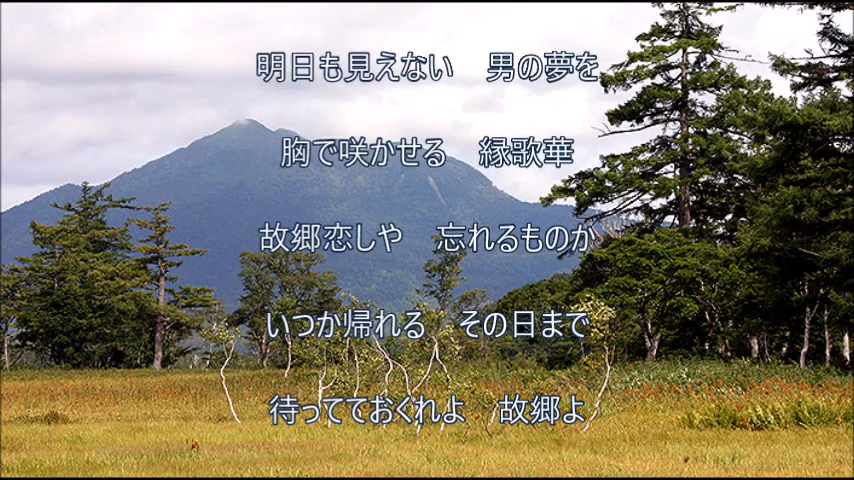 明日も見えない　男の夢を
胸で咲かせる　縁歌華
故郷恋しや　忘れるものか
いつか帰れる　その日まで
待ってておくれよ　故郷よ